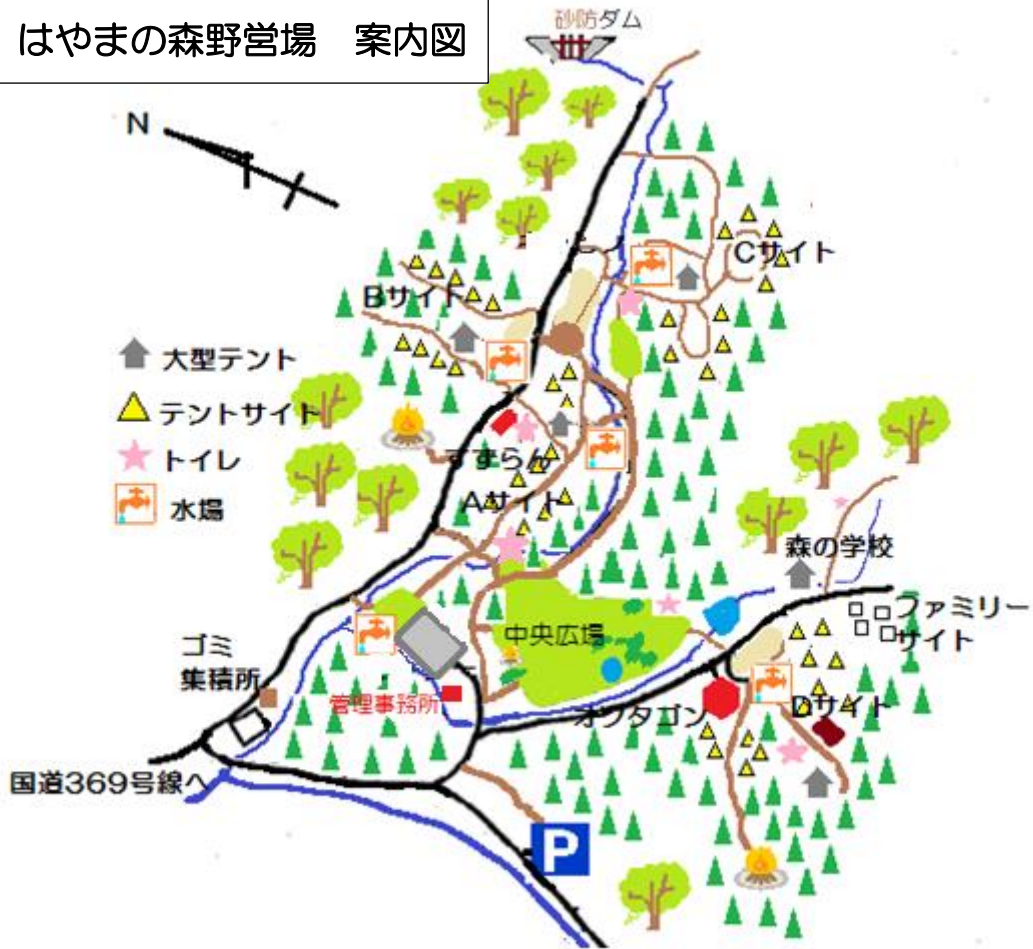 はやまの森野営場　案内図
砂防ダム
N
Cサイト
Bサイト
大型テント
テントサイト
トイレ
水場
すずらん
Aサイト
森の学校
ファミリー
サイト
中央広場
ゴミ
集積所
管理事務所
オクタゴン
Dサイト
国道369号線へ
P